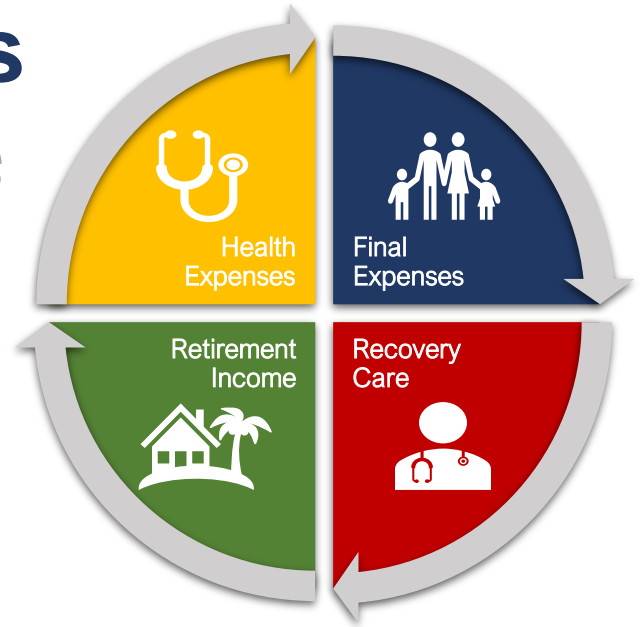 s
e
Health
Expenses
Final
Expenses
Retirement
Income
Recovery
Care